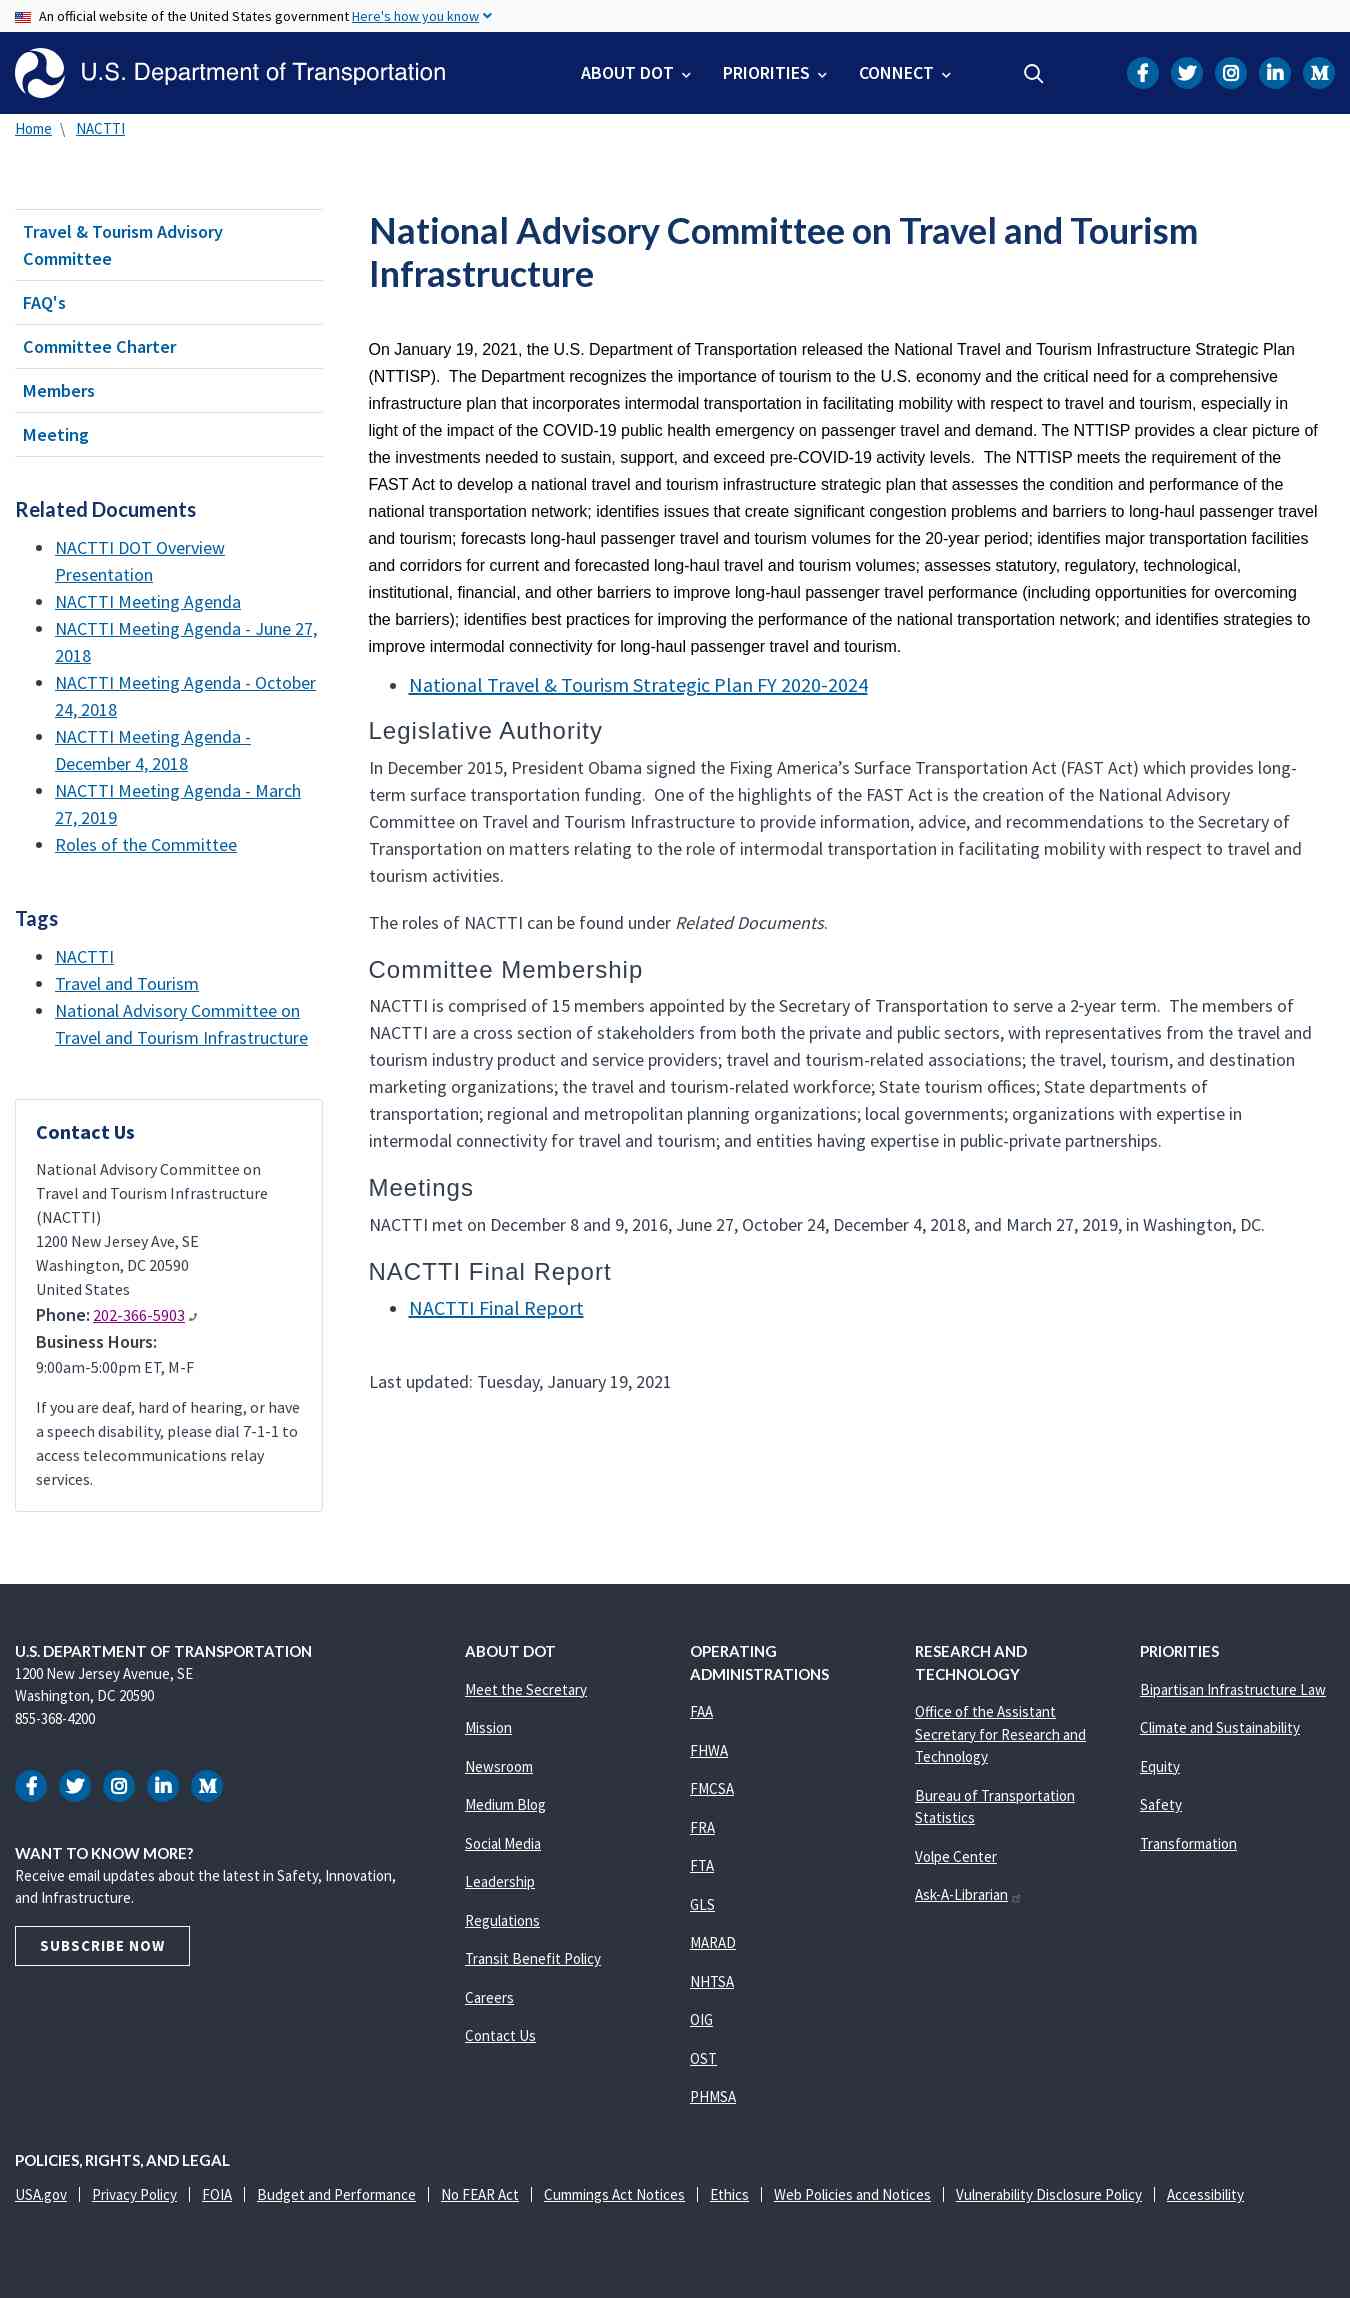 An official website of the United States government Here's how you know
U.S. Department of Transportation
ABOUT DOT
PRIORITIES
CONNECT
Home \ NACTTI
Travel & Tourism Advisory
Committee
FAQ's
Committee Charter
Members
Meeting
Related Documents
NACTTI DOT Overview
Presentation
NACTTI Meeting Agenda
NACTTI Meeting Agenda - June 27,
2018
NACTTI Meeting Agenda - October
24, 2018
NACTTI Meeting Agenda -
December 4, 2018
NACTTI Meeting Agenda - March
27, 2019
Roles of the Committee
Tags
NACTTI
Travel and Tourism
National Advisory Committee on
Travel and Tourism Infrastructure
Contact Us
National Advisory Committee on
Travel and Tourism Infrastructure
(NACTTI)
1200 New Jersey Ave, SE
Washington, DC 20590
United States
Phone: 202-366-5903
Business Hours:
9:00am-5:00pm ET, M-F
If you are deaf, hard of hearing, or have
a speech disability, please dial 7-1-1 to
access telecommunications relay
services.
National Advisory Committee on Travel and Tourism
Infrastructure
On January 19, 2021, the U.S. Department of Transportation released the National Travel and Tourism Infrastructure Strategic Plan
(NTTISP).  The Department recognizes the importance of tourism to the U.S. economy and the critical need for a comprehensive
infrastructure plan that incorporates intermodal transportation in facilitating mobility with respect to travel and tourism, especially in
light of the impact of the COVID-19 public health emergency on passenger travel and demand. The NTTISP provides a clear picture of
the investments needed to sustain, support, and exceed pre-COVID-19 activity levels.  The NTTISP meets the requirement of the
FAST Act to develop a national travel and tourism infrastructure strategic plan that assesses the condition and performance of the
national transportation network; identifies issues that create significant congestion problems and barriers to long-haul passenger travel
and tourism; forecasts long-haul passenger travel and tourism volumes for the 20-year period; identifies major transportation facilities
and corridors for current and forecasted long-haul travel and tourism volumes; assesses statutory, regulatory, technological,
institutional, financial, and other barriers to improve long-haul passenger travel performance (including opportunities for overcoming
the barriers); identifies best practices for improving the performance of the national transportation network; and identifies strategies to
improve intermodal connectivity for long-haul passenger travel and tourism.
National Travel & Tourism Strategic Plan FY 2020-2024
Legislative Authority
In December 2015, President Obama signed the Fixing America’s Surface Transportation Act (FAST Act) which provides long-
term surface transportation funding.  One of the highlights of the FAST Act is the creation of the National Advisory
Committee on Travel and Tourism Infrastructure to provide information, advice, and recommendations to the Secretary of
Transportation on matters relating to the role of intermodal transportation in facilitating mobility with respect to travel and
tourism activities.
The roles of NACTTI can be found under Related Documents.
Committee Membership
NACTTI is comprised of 15 members appointed by the Secretary of Transportation to serve a 2-year term.  The members of
NACTTI are a cross section of stakeholders from both the private and public sectors, with representatives from the travel and
tourism industry product and service providers; travel and tourism-related associations; the travel, tourism, and destination
marketing organizations; the travel and tourism-related workforce; State tourism offices; State departments of
transportation; regional and metropolitan planning organizations; local governments; organizations with expertise in
intermodal connectivity for travel and tourism; and entities having expertise in public-private partnerships.
Meetings
NACTTI met on December 8 and 9, 2016, June 27, October 24, December 4, 2018, and March 27, 2019, in Washington, DC.
NACTTI Final Report
NACTTI Final Report
Last updated: Tuesday, January 19, 2021
U.S. DEPARTMENT OF TRANSPORTATION
1200 New Jersey Avenue, SE
Washington, DC 20590
855-368-4200
WANT TO KNOW MORE?
Receive email updates about the latest in Safety, Innovation,
and Infrastructure.
SUBSCRIBE NOW
ABOUT DOT
Meet the Secretary
Mission
Newsroom
Medium Blog
Social Media
Leadership
Regulations
Transit Benefit Policy
Careers
Contact Us
OPERATING
ADMINISTRATIONS
FAA
FHWA
FMCSA
FRA
FTA
GLS
MARAD
NHTSA
OIG
OST
PHMSA
RESEARCH AND
TECHNOLOGY
Office of the Assistant
Secretary for Research and
Technology
Bureau of Transportation
Statistics
Volpe Center
Ask-A-Librarian
PRIORITIES
Bipartisan Infrastructure Law
Climate and Sustainability
Equity
Safety
Transformation
POLICIES, RIGHTS, AND LEGAL
USA.gov | Privacy Policy | FOIA | Budget and Performance | No FEAR Act | Cummings Act Notices | Ethics | Web Policies and Notices | Vulnerability Disclosure Policy | Accessibility